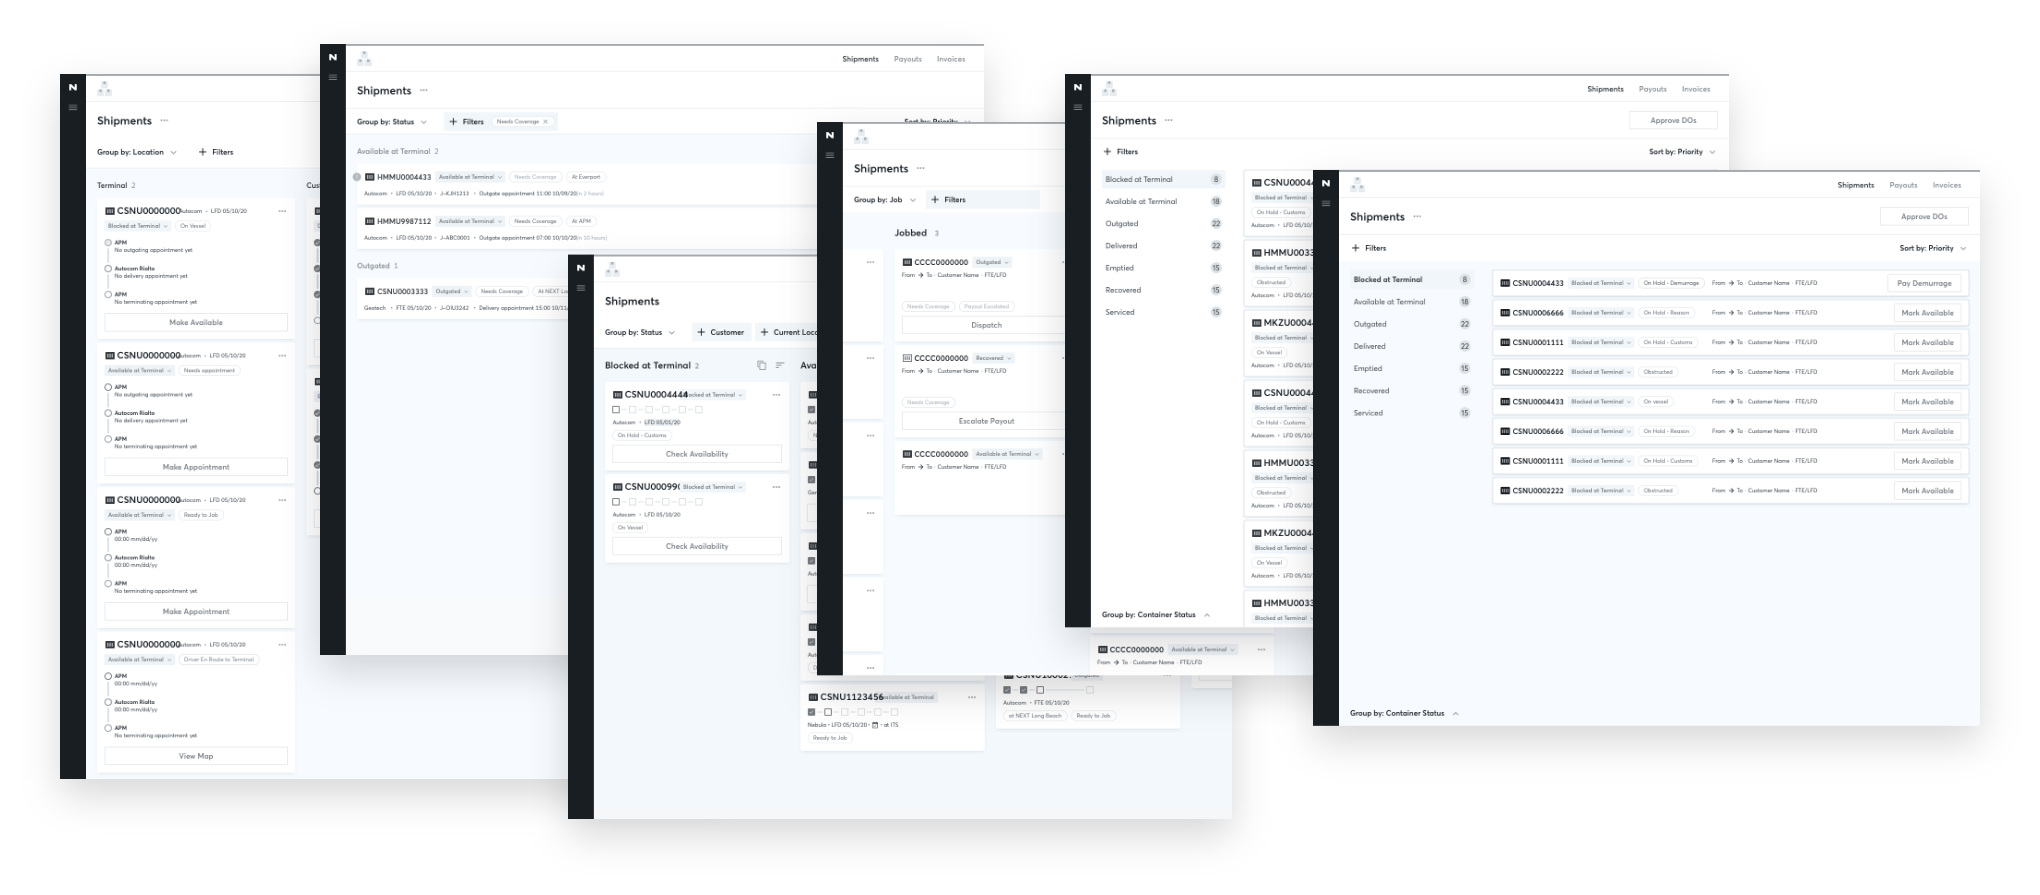 N
Shipments ···
Group by: Location
+ Filters
Terminal 2
CSNU0000000
Autocom - LFD 05/10/20
Blocked at Terminal
On Vessel
APM
No outgating appointment yet
Autocom Rialto
No delivery appointment yet
APM
No terminating appointment yet
Make Available
CSNU0000000
Autocom • LFD 05/10/20
Available at Terminal
Needs appointment
APM
No outgating appointment yet
Autocom Rialto
No delivery appointment yet
APM
No terminating appointment yet
Make Appointment
CSNU0000000
Autocom • LFD 05/10/20
Available at Terminal
Ready to Job
APM
00:00 mm/dd/yy
Autocom Rialto
00:00 mm/dd/yy
APM
No terminating appointment yet
Make Appointment
CSNU0000000
Autocom • LFD 05/10/20
Available at Terminal
Driver En Route to Terminal
APM
00:00 mm/dd/yy
Autocom Rialto
00:00 mm/dd/yy
APM
No terminating appointment yet
View Map
N
Shipments Payouts Invoices
Shipments ···
Group by: Status
+ Filters
Needs Coverage ×
Sort by: Priority
Available at Terminal 2
HMMU0004433 Available at Terminal Needs Coverage At Everport
Autocom • LFD 05/10/20 • J-KJH1213 • Outgate appointment 11:00 10/09/20 (in 2 hours)
HMMU9987112 Available at Terminal Needs Coverage At APM
Autocom • LFD 05/10/20 • J-ABC0001 • Outgate appointment 07:00 10/10/20 (in 10 hours)
Outgated 1
CSNU0003333 Outgated Needs Coverage At NEXT
Geotech • FTE 05/10/20 • J-OIU3242 • Delivery appointment 15:00 10/11/
N
Shipments
Group by: Status
+ Customer
+ Current
Blocked at Terminal 2
CSNU0004444 Blocked at Terminal
Autocom • LFD 05/01/20
On Hold - Customs
Check Availability
CSNU000990 Blocked at Terminal
Autocom • LFD 05/10/20
On Vessel
Check Availability
CSNU1123456 Available at Terminal
Nebula • LFD 05/10/20 • at ITS
Ready to Job
Autocom • FTE 05/10/20
at NEXT Long Beach
Ready to Job
N
Shipments ···
Group by: Job
+ Filters
Jobbed 3
CCCC0000000 Outgated
From → To · Customer Name · FTE/LFD
Needs Coverage
Payout Escalated
Dispatch
CCCC0000000 Recovered
From → To · Customer Name · FTE/LFD
Needs Coverage
Escalate Payout
CCCC0000000 Available at Terminal
From → To · Customer Name · FTE/LFD
CCCC0000000 Available at Terminal
From → To · Customer Name · FTE/LFD
N
Shipments Payouts Invoices
Shipments ···
Approve DOs
+ Filters
Sort by: Priority
Blocked at Terminal 8
Available at Terminal 18
Outgated 22
Delivered 22
Emptied 15
Recovered 15
Serviced 15
CSNU0004
Blocked at Terminal
On Hold - Customs
Autocom • LFD 05/10/
HMMU003
Blocked at Terminal
Obstructed
Autocom • LFD 05/10/
MKZU0004
Blocked at Terminal
On Vessel
Autocom • LFD 05/10/
CSNU0004
Blocked at Terminal
On Hold - Customs
Autocom • LFD 05/10/
HMMU003
Blocked at Terminal
Obstructed
Autocom • LFD 05/10/
MKZU0004
Blocked at Terminal
On Vessel
Autocom • LFD 05/10/
HMMU003
Blocked at Terminal
Group by: Container Status
N
Shipments Payouts Invoices
Shipments ···
Approve DOs
+ Filters
Sort by: Priority
Blocked at Terminal 8
Available at Terminal 18
Outgated 22
Delivered 22
Emptied 15
Recovered 15
Serviced 15
CSNU0004433 Blocked at Terminal On Hold - Demurrage From → To · Customer Name · FTE/LFD Pay Demurrage
CSNU0006666 Blocked at Terminal On Hold - Reason From → To · Customer Name · FTE/LFD Mark Available
CSNU0001111 Blocked at Terminal On Hold - Customs From → To · Customer Name · FTE/LFD Mark Available
CSNU0002222 Blocked at Terminal Obstructed From → To · Customer Name · FTE/LFD Mark Available
CSNU0004433 Blocked at Terminal On vessel From → To · Customer Name · FTE/LFD Mark Available
CSNU0006666 Blocked at Terminal On Hold - Reason From → To · Customer Name · FTE/LFD Mark Available
CSNU0001111 Blocked at Terminal On Hold - Customs From → To · Customer Name · FTE/LFD Mark Available
CSNU0002222 Blocked at Terminal Obstructed From → To · Customer Name · FTE/LFD Mark Available
Group by: Container Status